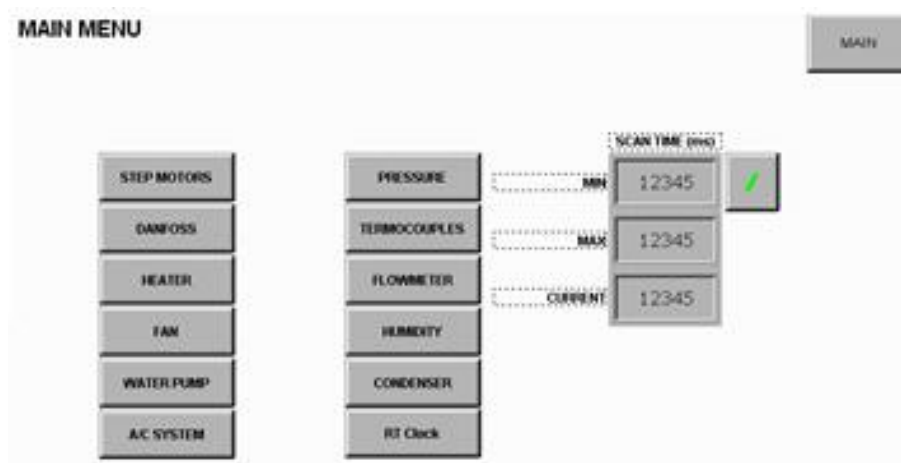 MAIN MENU
MAIN
SCAN TIME (ms)
STEP MOTORS
PRESSURE
MIN
12345
DANFOSS
TERMOCOUPLES
MAX
12345
HEATER
FLOWMETER
CURRENT
12345
FAN
HUMIDITY
WATER PUMP
CONDENSER
A/C SYSTEM
RT Clock